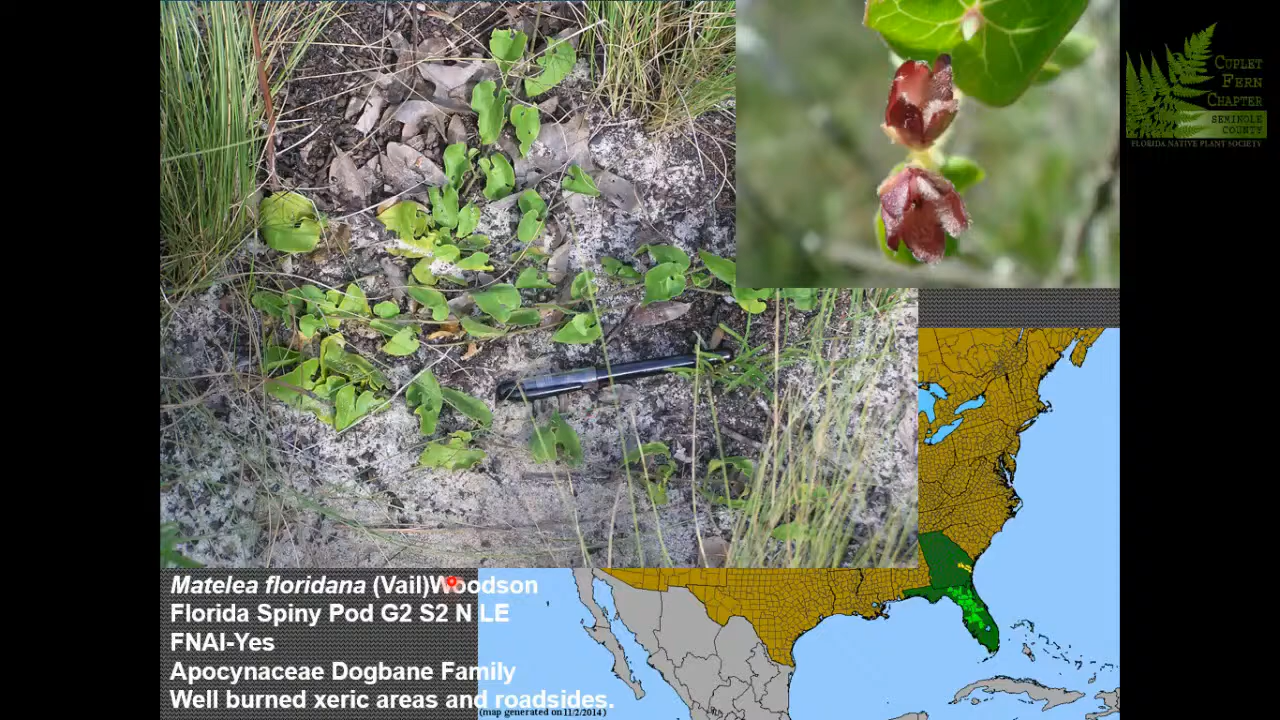 CUPLET
FERN
CHAPTER
SEMINOLE
COUNTY
FLORIDA NATIVE PLANT SOCIETY
Matelea floridana (Vail)Woodson
Florida Spiny Pod G2 S2 N LE
FNAI-Yes
Apocynaceae Dogbane Family
Well burned xeric areas and roadsides.
(map generated on 11/2/2014)